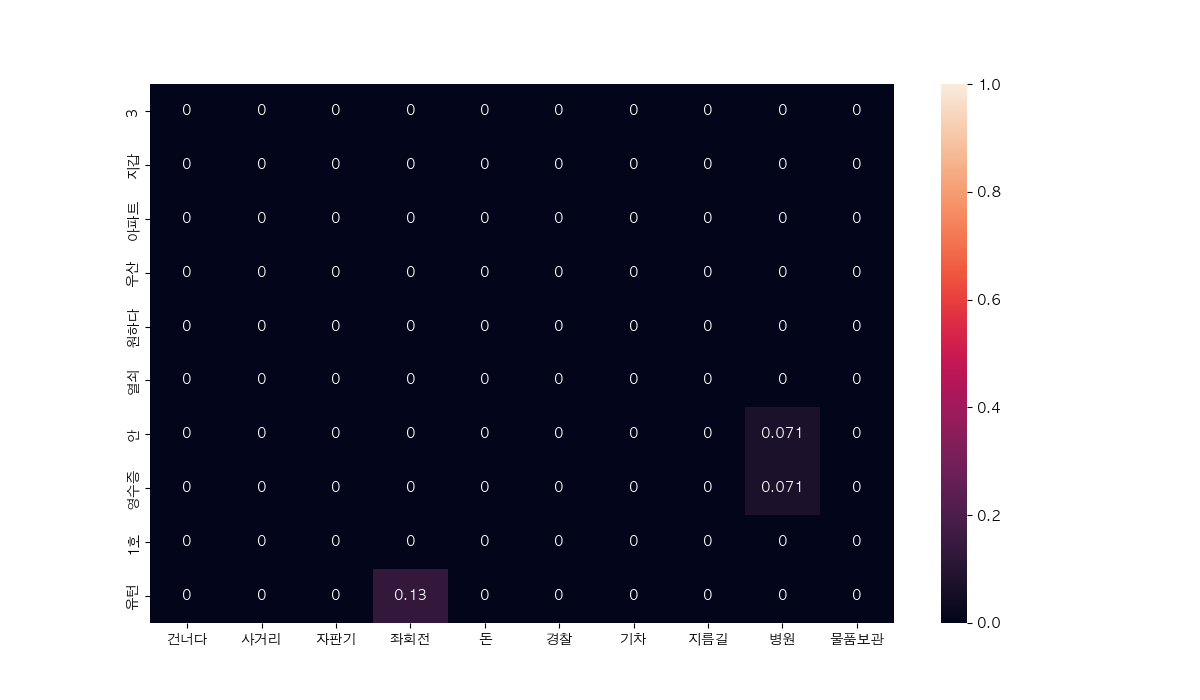 3 0 0 0 0 0 0 0 0 0 0
지갑 0 0 0 0 0 0 0 0 0 0
아파트 0 0 0 0 0 0 0 0 0 0
우산 0 0 0 0 0 0 0 0 0 0
원하다 0 0 0 0 0 0 0 0 0 0
열쇠 0 0 0 0 0 0 0 0 0 0
안 0 0 0 0 0 0 0 0 0.071 0
영수증 0 0 0 0 0 0 0 0 0.071 0
1호 0 0 0 0 0 0 0 0 0 0
유턴 0 0 0 0.13 0 0 0 0 0 0
건너다 사거리 자판기 좌회전 돈 경찰 기차 지름길 병원 물품보관
1.0
0.8
0.6
0.4
0.2
0.0